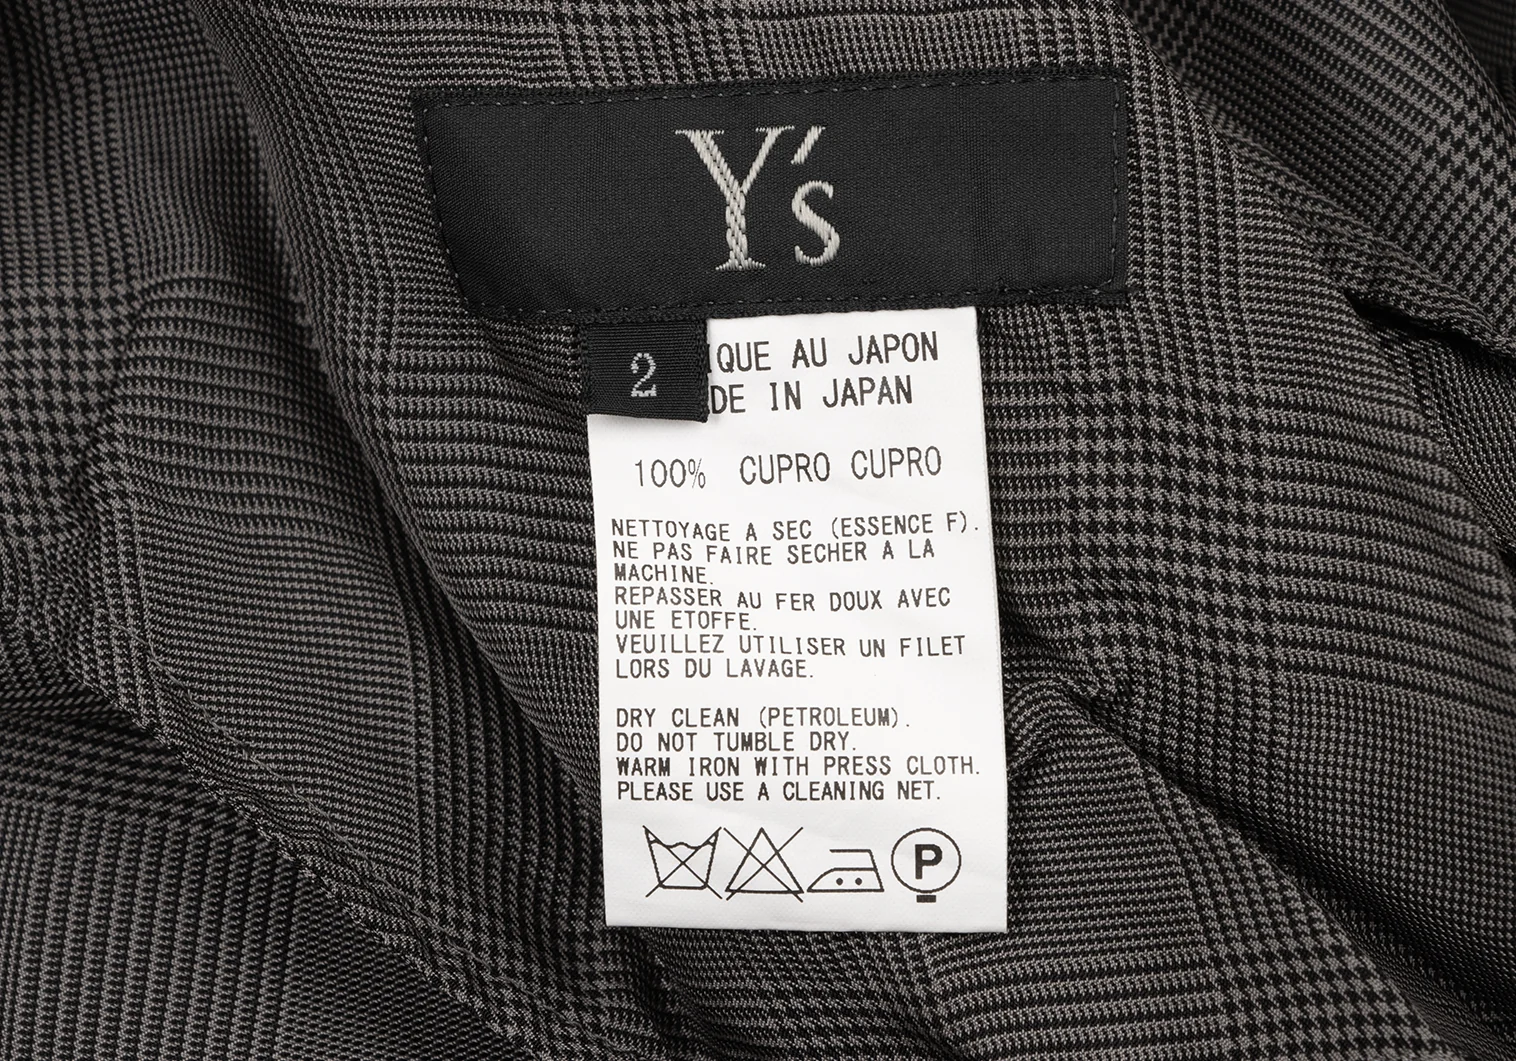 Y's
2
IQUE AU JAPON
DE IN JAPAN
100% CUPRO CUPRO
NETTOYAGE A SEC (ESSENCE F).
NE PAS FAIRE SECHER A LA
MACHINE.
REPASSER AU FER DOUX AVEC
UNE ETOFFE.
VEUILLEZ UTILISER UN FILET
LORS DU LAVAGE.
DRY CLEAN (PETROLEUM).
DO NOT TUMBLE DRY.
WARM IRON WITH PRESS CLOTH.
PLEASE USE A CLEANING NET.
P